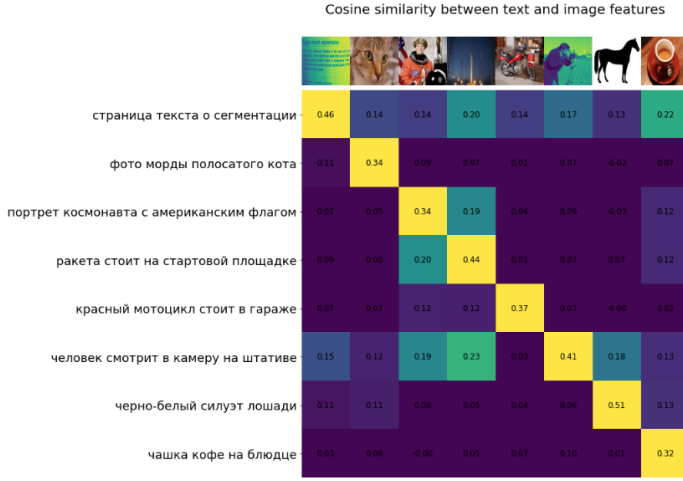 Cosine similarity between text and image features
страница текста о сегментации 0.46 0.14 0.14 0.20 0.14 0.17 0.13 0.22
фото морды полосатого кота 0.11 0.34 0.09 0.07 0.01 0.07 -0.02 0.07
портрет космонавта с американским флагом 0.07 0.05 0.34 0.19 0.04 0.09 -0.03 0.12
ракета стоит на стартовой площадке 0.09 0.00 0.20 0.44 0.01 0.07 0.07 0.12
красный мотоцикл стоит в гараже 0.07 0.07 0.12 0.12 0.37 0.07 -0.00 0.02
человек смотрит в камеру на штативе 0.15 0.12 0.19 0.23 0.03 0.41 0.18 0.13
черно-белый силуэт лошади 0.11 0.11 0.08 0.05 0.04 0.06 0.51 0.13
чашка кофе на блюдце 0.03 0.06 -0.00 0.05 0.07 0.10 0.01 0.32